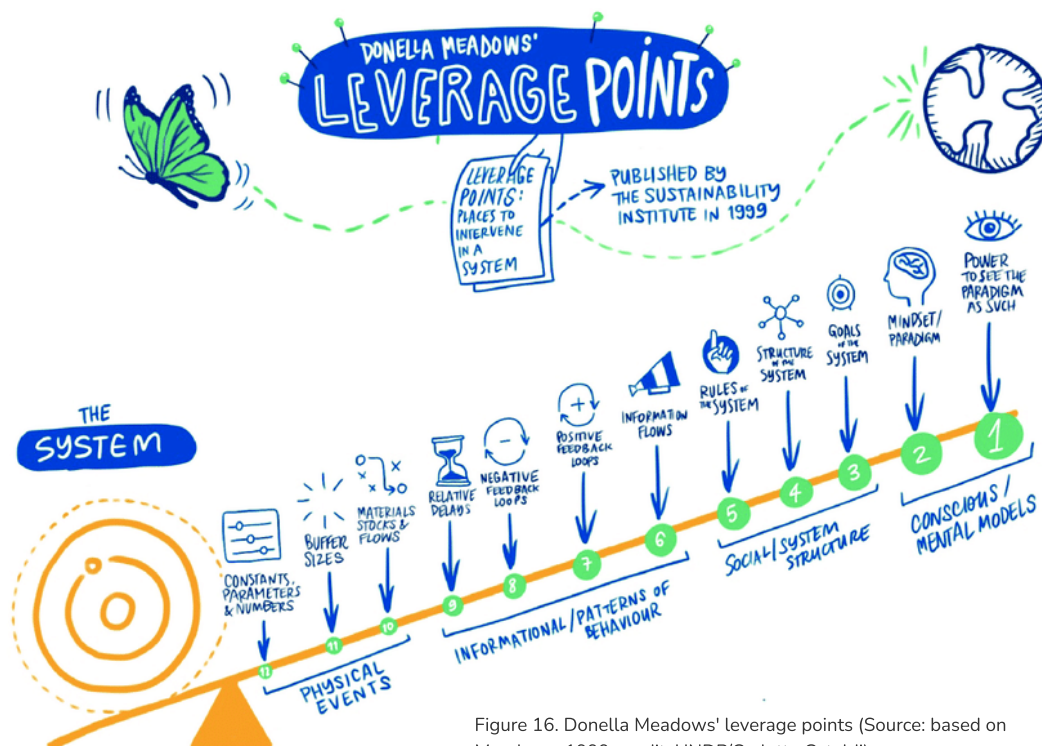 DONELLA MEADOWS'
LEVERAGE POINTS
LEVERAGE
POINTS:
PLACES TO
INTERVENE
IN A
SYSTEM
PUBLISHED BY
THE SUSTAINABILITY
INSTITUTE IN 1999
THE
SYSTEM
CONSTANTS,
PARAMETERS
& NUMBERS
BUFFER
SIZES
MATERIALS
STOCKS &
FLOWS
RELATIVE
DELAYS
NEGATIVE
FEEDBACK
LOOPS
POSITIVE
FEEDBACK
LOOPS
INFORMATION
FLOWS
RULES OF
THE SYSTEM
STRUCTURE
OF THE
SYSTEM
GOALS
OF THE
SYSTEM
MINDSET/
PARADIGM
POWER
TO SEE THE
PARADIGM
AS SUCH
12
11
10
9
8
7
6
5
4
3
2
1
PHYSICAL
EVENTS
INFORMATIONAL/PATTERNS OF
BEHAVIOUR
SOCIAL/SYSTEM
STRUCTURE
CONSCIOUS/
MENTAL MODELS
Figure 16. Donella Meadows' leverage points (Source: based on